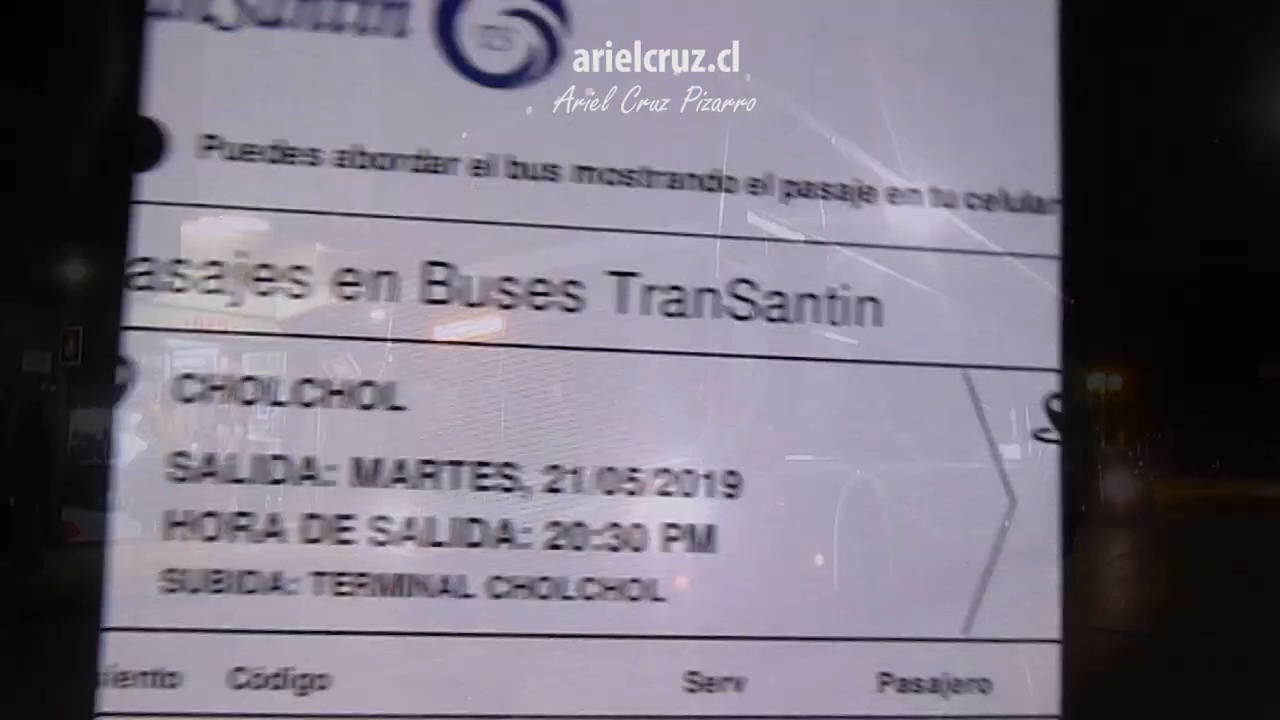 arielcruz.cl
Ariel Cruz Pizarro
Puedes abordar el bus mostrando el pasaje en tu celular
asajes en Buses TranSantin
CHOLCHOL
SALIDA: MARTES, 21/05/2019
HORA DE SALIDA: 20:30 PM
SUBIDA: TERMINAL CHOLCHOL
iento Código Serv Pasajero